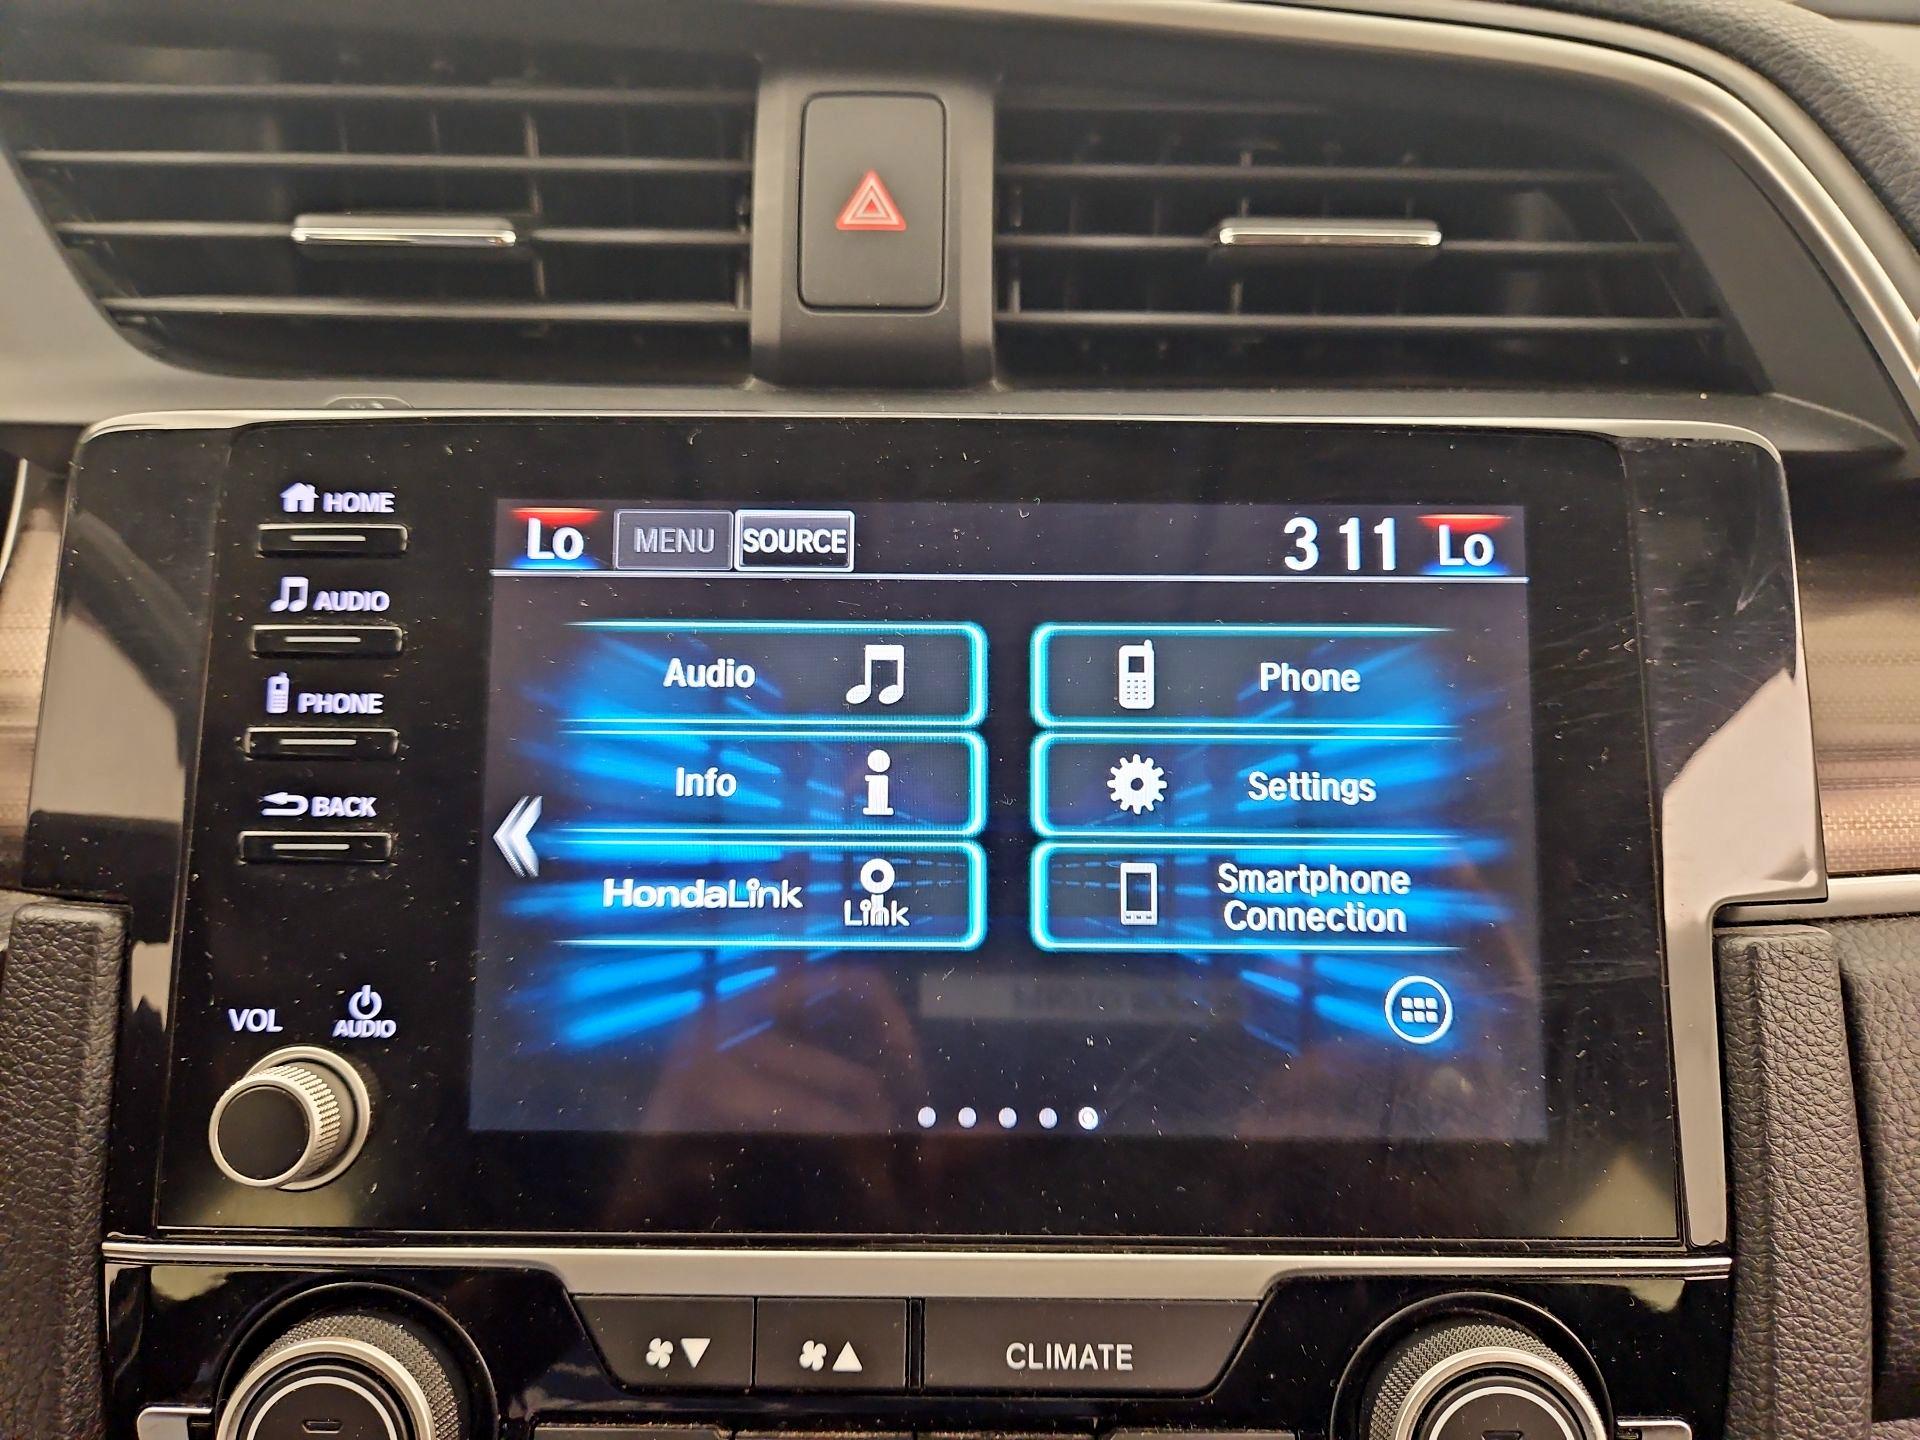 HOME
AUDIO
PHONE
BACK
VOL
AUDIO
Lo MENU SOURCE 3 11 Lo
Audio
Phone
Info
Settings
HondaLink
Link
Smartphone
Connection
CLIMATE